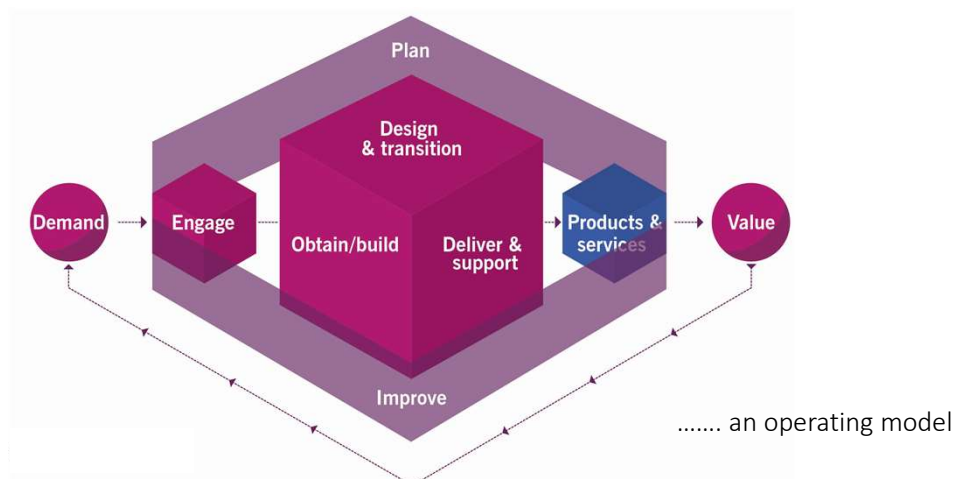 Plan
Design
& transition
Demand
Engage
Obtain/build
Deliver &
support
Products &
services
Value
Improve
....... an operating model